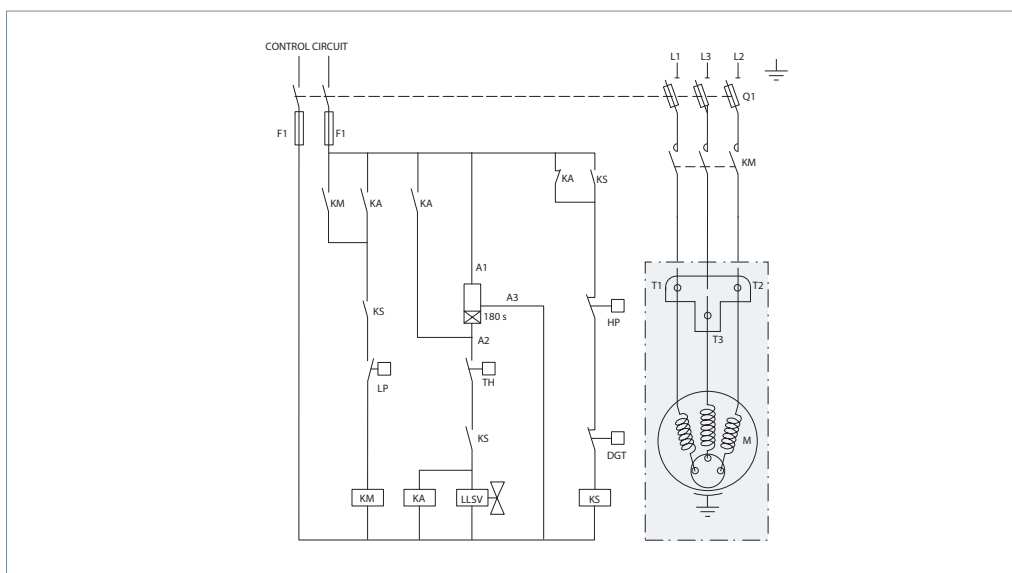 CONTROL CIRCUIT
L1 L3 L2
Q1
F1 F1
KM
KA KS
KM KA KA
A1
T1 T2
A3
KS
180 s
HP
A2
T3
LP
TH
KS
M
DGT
KM KA LLSV KS